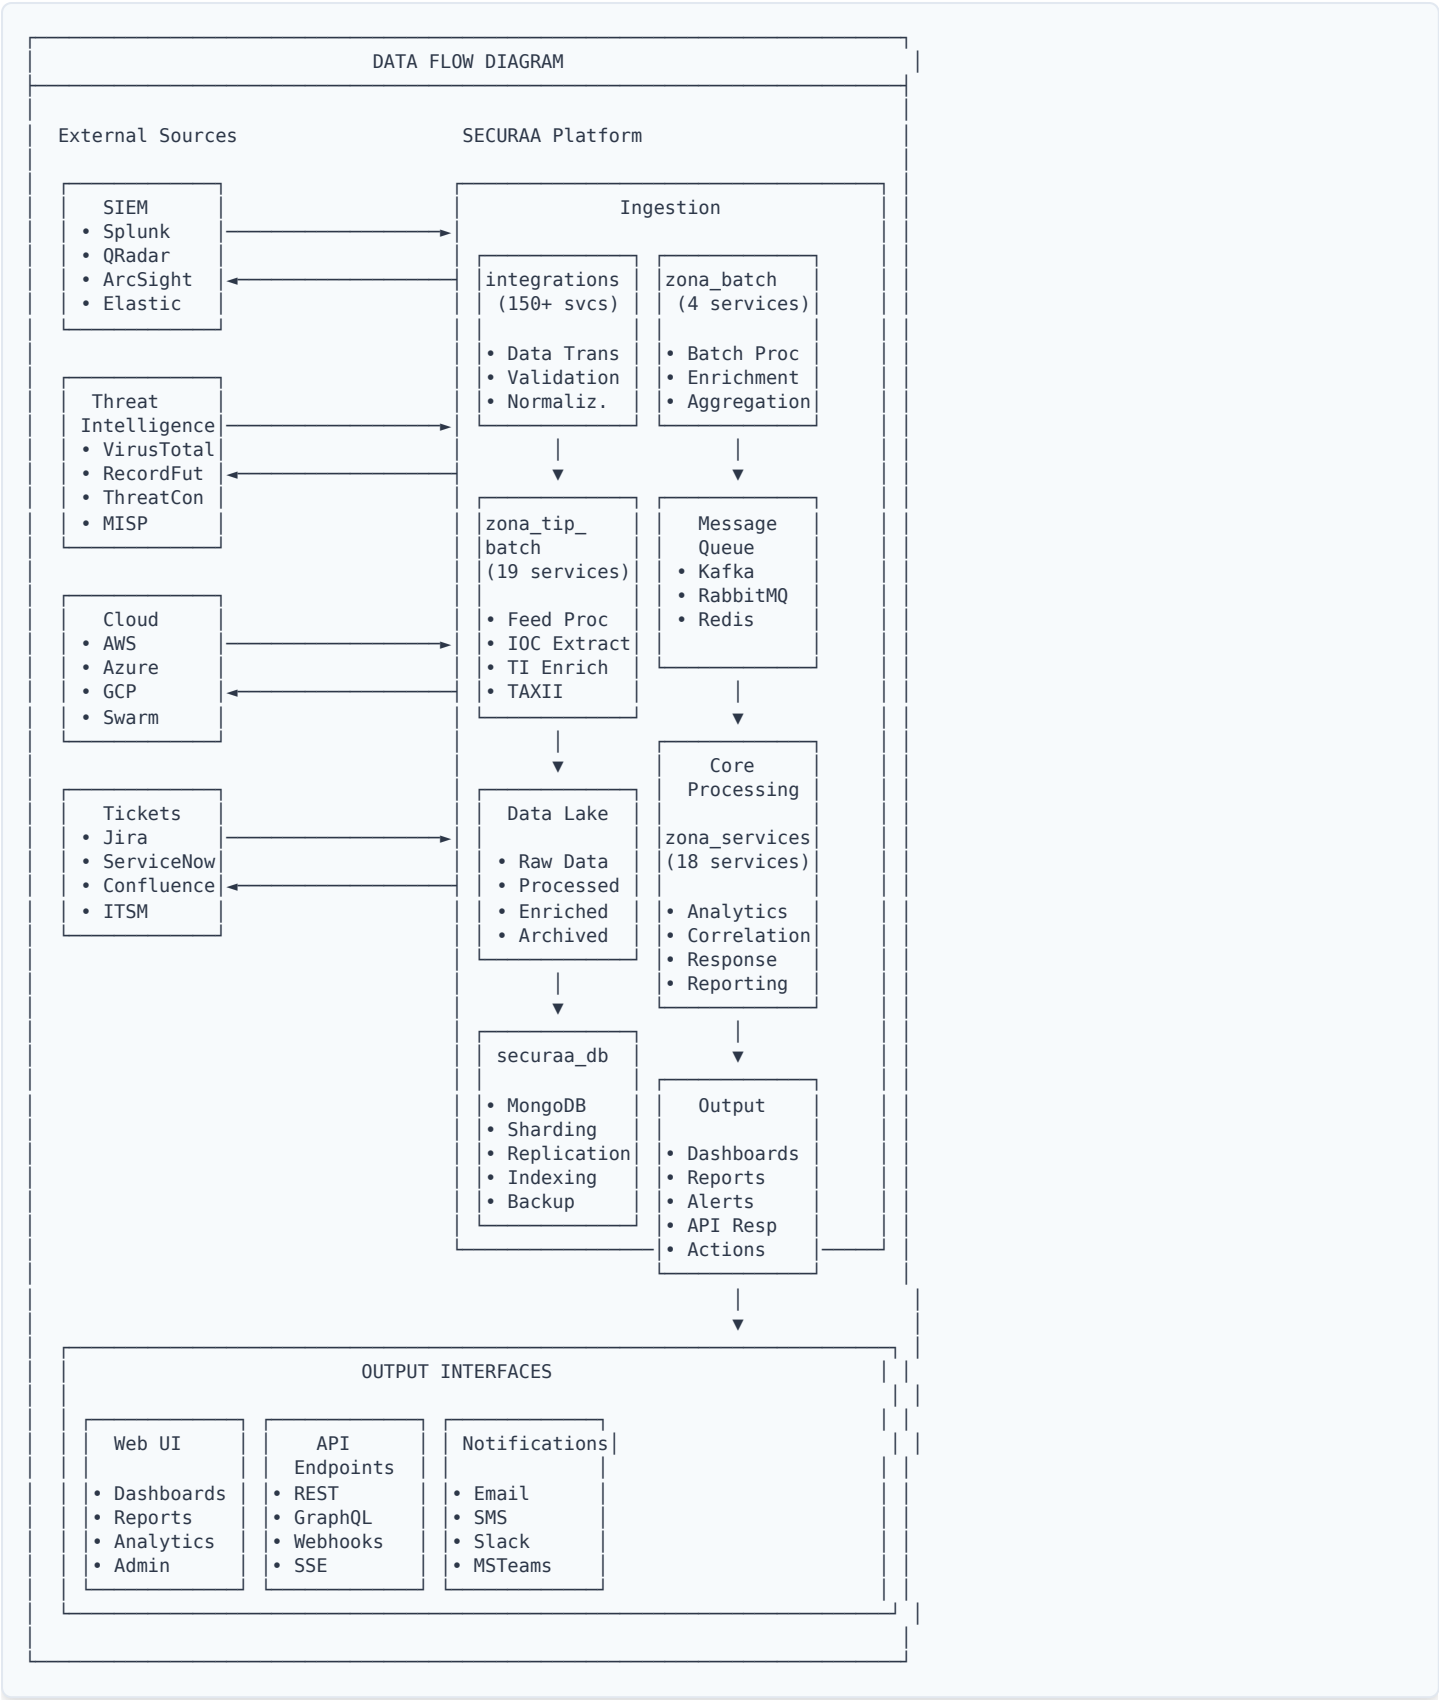 DATA FLOW DIAGRAM
External Sources
SECURAA Platform
SIEM
• Splunk
• QRadar
• ArcSight
• Elastic
Threat
Intelligence
• VirusTotal
• RecordFut
• ThreatCon
• MISP
Cloud
• AWS
• Azure
• GCP
• Swarm
Tickets
• Jira
• ServiceNow
• Confluence
• ITSM
Ingestion
integrations
(150+ svcs)
• Data Trans
• Validation
• Normaliz.
zona_batch
(4 services)
• Batch Proc
• Enrichment
• Aggregation
zona_tip_
batch
(19 services)
• Feed Proc
• IOC Extract
• TI Enrich
• TAXII
Message
Queue
• Kafka
• RabbitMQ
• Redis
Data Lake
• Raw Data
• Processed
• Enriched
• Archived
Core
Processing
zona_services
(18 services)
• Analytics
• Correlation
• Response
• Reporting
securaa_db
• MongoDB
• Sharding
• Replication
• Indexing
• Backup
Output
• Dashboards
• Reports
• Alerts
• API Resp
• Actions
OUTPUT INTERFACES
Web UI
• Dashboards
• Reports
• Analytics
• Admin
API
Endpoints
• REST
• GraphQL
• Webhooks
• SSE
Notifications
• Email
• SMS
• Slack
• MSTeams